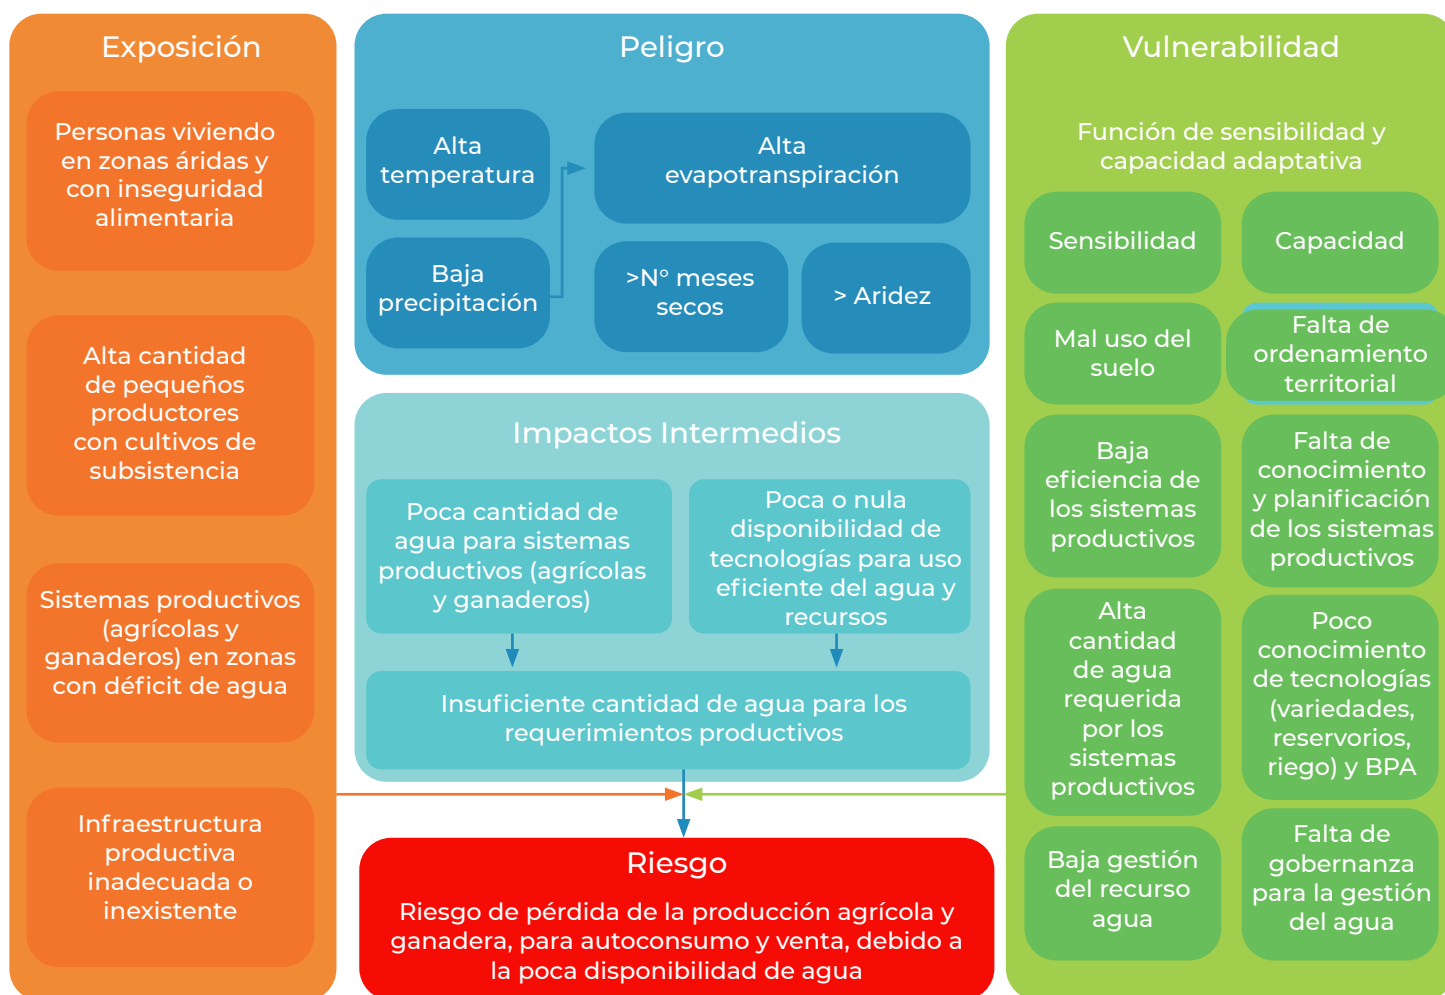 Exposición
Personas viviendo
en zonas áridas y
con inseguridad
alimentaria
Alta cantidad
de pequeños
productores
con cultivos de
subsistencia
Sistemas productivos
(agrícolas y
ganaderos) en zonas
con déficit de agua
Infraestructura
productiva
inadecuada o
inexistente
Peligro
Alta
temperatura
Baja
precipitación
Alta
evapotranspiración
>N° meses
secos
> Aridez
Impactos Intermedios
Poca cantidad de
agua para sistemas
productivos (agrícolas
y ganaderos)
Poca o nula
disponibilidad de
tecnologías para uso
eficiente del agua y
recursos
Insuficiente cantidad de agua para los
requerimientos productivos
Riesgo
Riesgo de pérdida de la producción agrícola y
ganadera, para autoconsumo y venta, debido a
la poca disponibilidad de agua
Vulnerabilidad
Función de sensibilidad y
capacidad adaptativa
Sensibilidad
Mal uso del
suelo
Baja
eficiencia de
los sistemas
productivos
Alta
cantidad
de agua
requerida
por los
sistemas
productivos
Baja gestión
del recurso
agua
Capacidad
Falta de
ordenamiento
territorial
Falta de
conocimiento
y planificación
de los sistemas
productivos
Poco
conocimiento
de tecnologías
(variedades,
reservorios,
riego) y BPA
Falta de
gobernanza
para la gestión
del agua